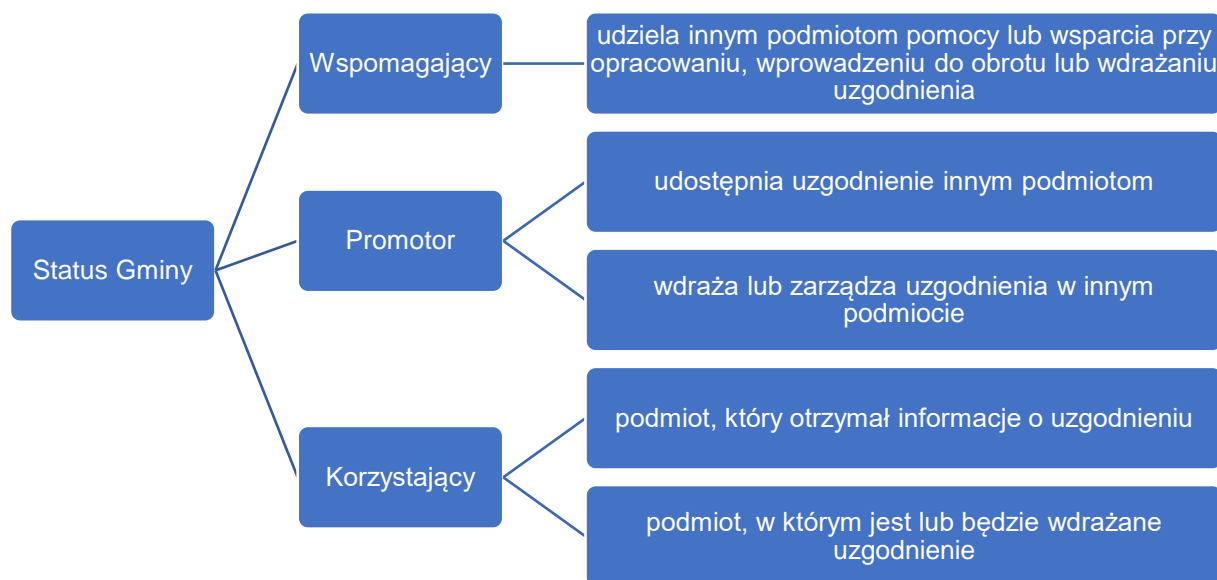 Status Gminy
Wspomagający
udziela innym podmiotom pomocy lub wsparcia przy
opracowaniu, wprowadzeniu do obrotu lub wdrażaniu
uzgodnienia
Promotor
udostępnia uzgodnienie innym podmiotom
wdraża lub zarządza uzgodnienia w innym
podmiocie
Korzystający
podmiot, który otrzymał informacje o uzgodnieniu
podmiot, w którym jest lub będzie wdrażane
uzgodnienie